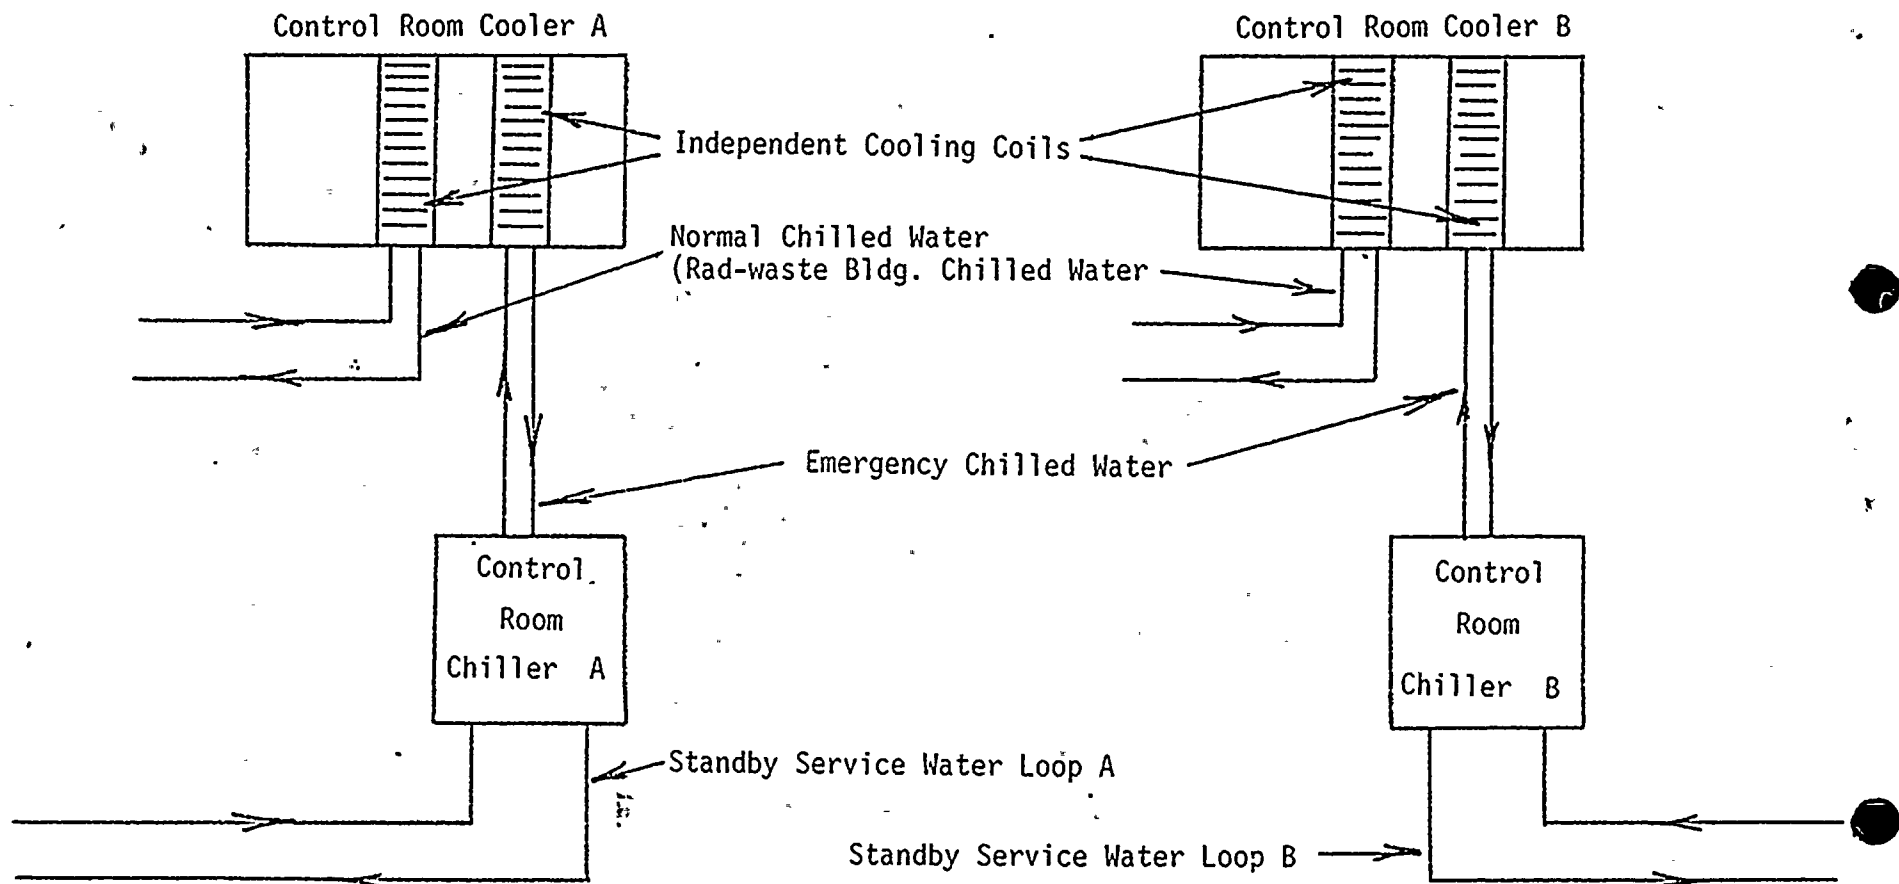 Control Room Cooler A
Control Room Cooler B
Independent Cooling Coils
Normal Chilled Water
(Rad-waste Bldg. Chilled Water
Emergency Chilled Water
Control
Room
Chiller A
Control
Room
Chiller B
Standby Service Water Loop A
Standby Service Water Loop B